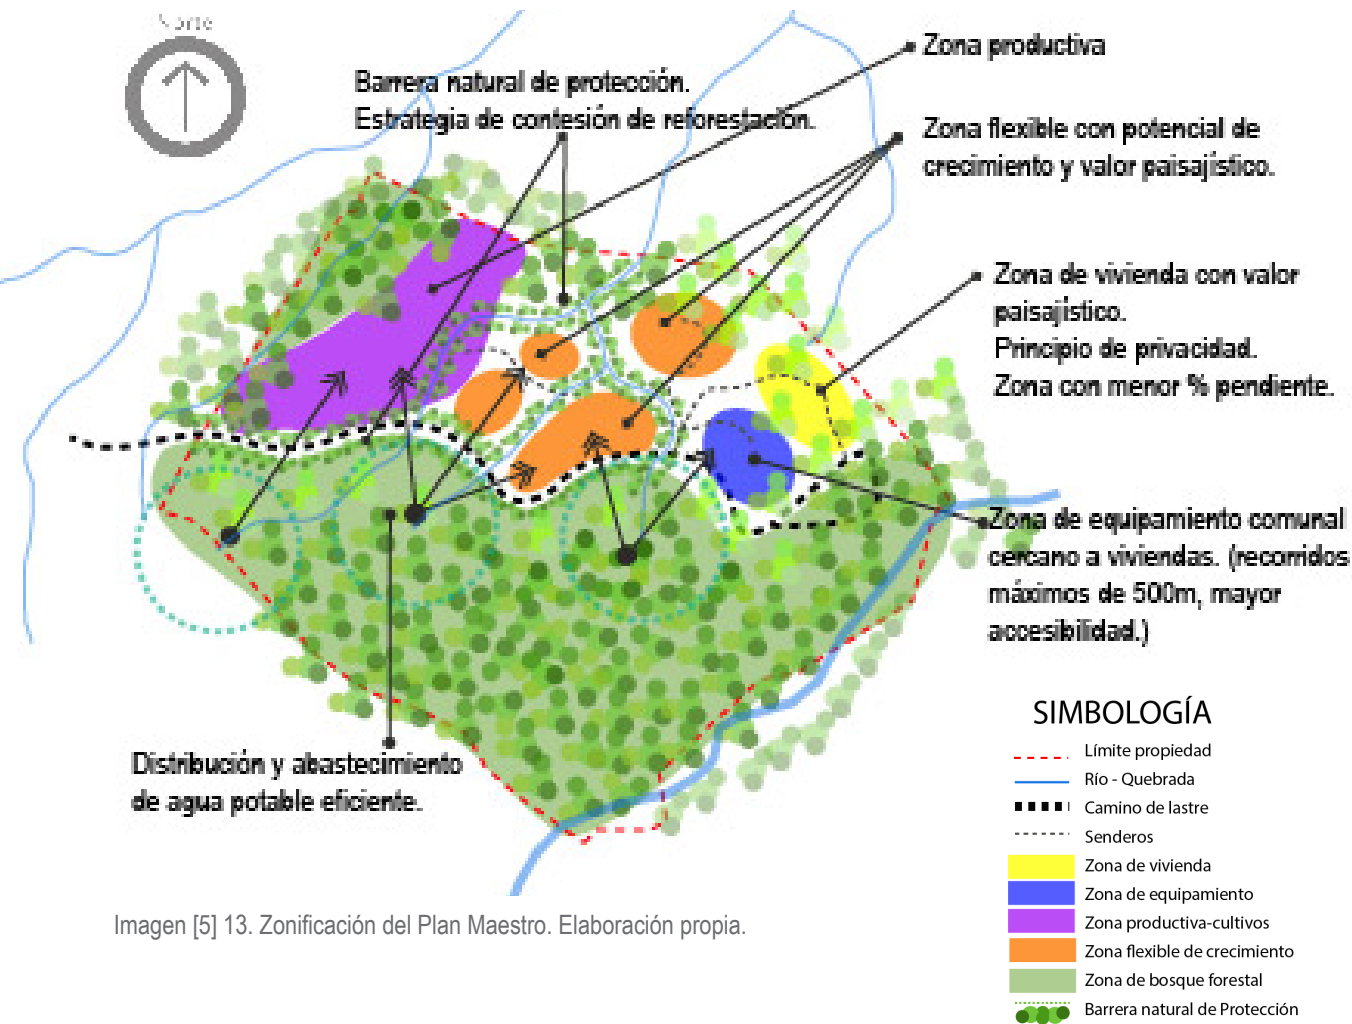 Norte
Zona productiva
Barrera natural de protección.
Estrategia de contesión de reforestación.
Zona flexible con potencial de
crecimiento y valor paisajístico.
Zona de vivienda con valor
paisajístico.
Principio de privacidad.
Zona con menor % pendiente.
Zona de equipamiento comunal
cercano a viviendas. (recorridos
máximos de 500m, mayor
accesibilidad.)
Distribución y abastecimiento
de agua potable eficiente.
SIMBOLOGÍA
Límite propiedad
Río - Quebrada
Camino de lastre
Senderos
Zona de vivienda
Zona de equipamiento
Zona productiva-cultivos
Zona flexible de crecimiento
Zona de bosque forestal
Barrera natural de Protección
Imagen [5] 13. Zonificación del Plan Maestro. Elaboración propia.